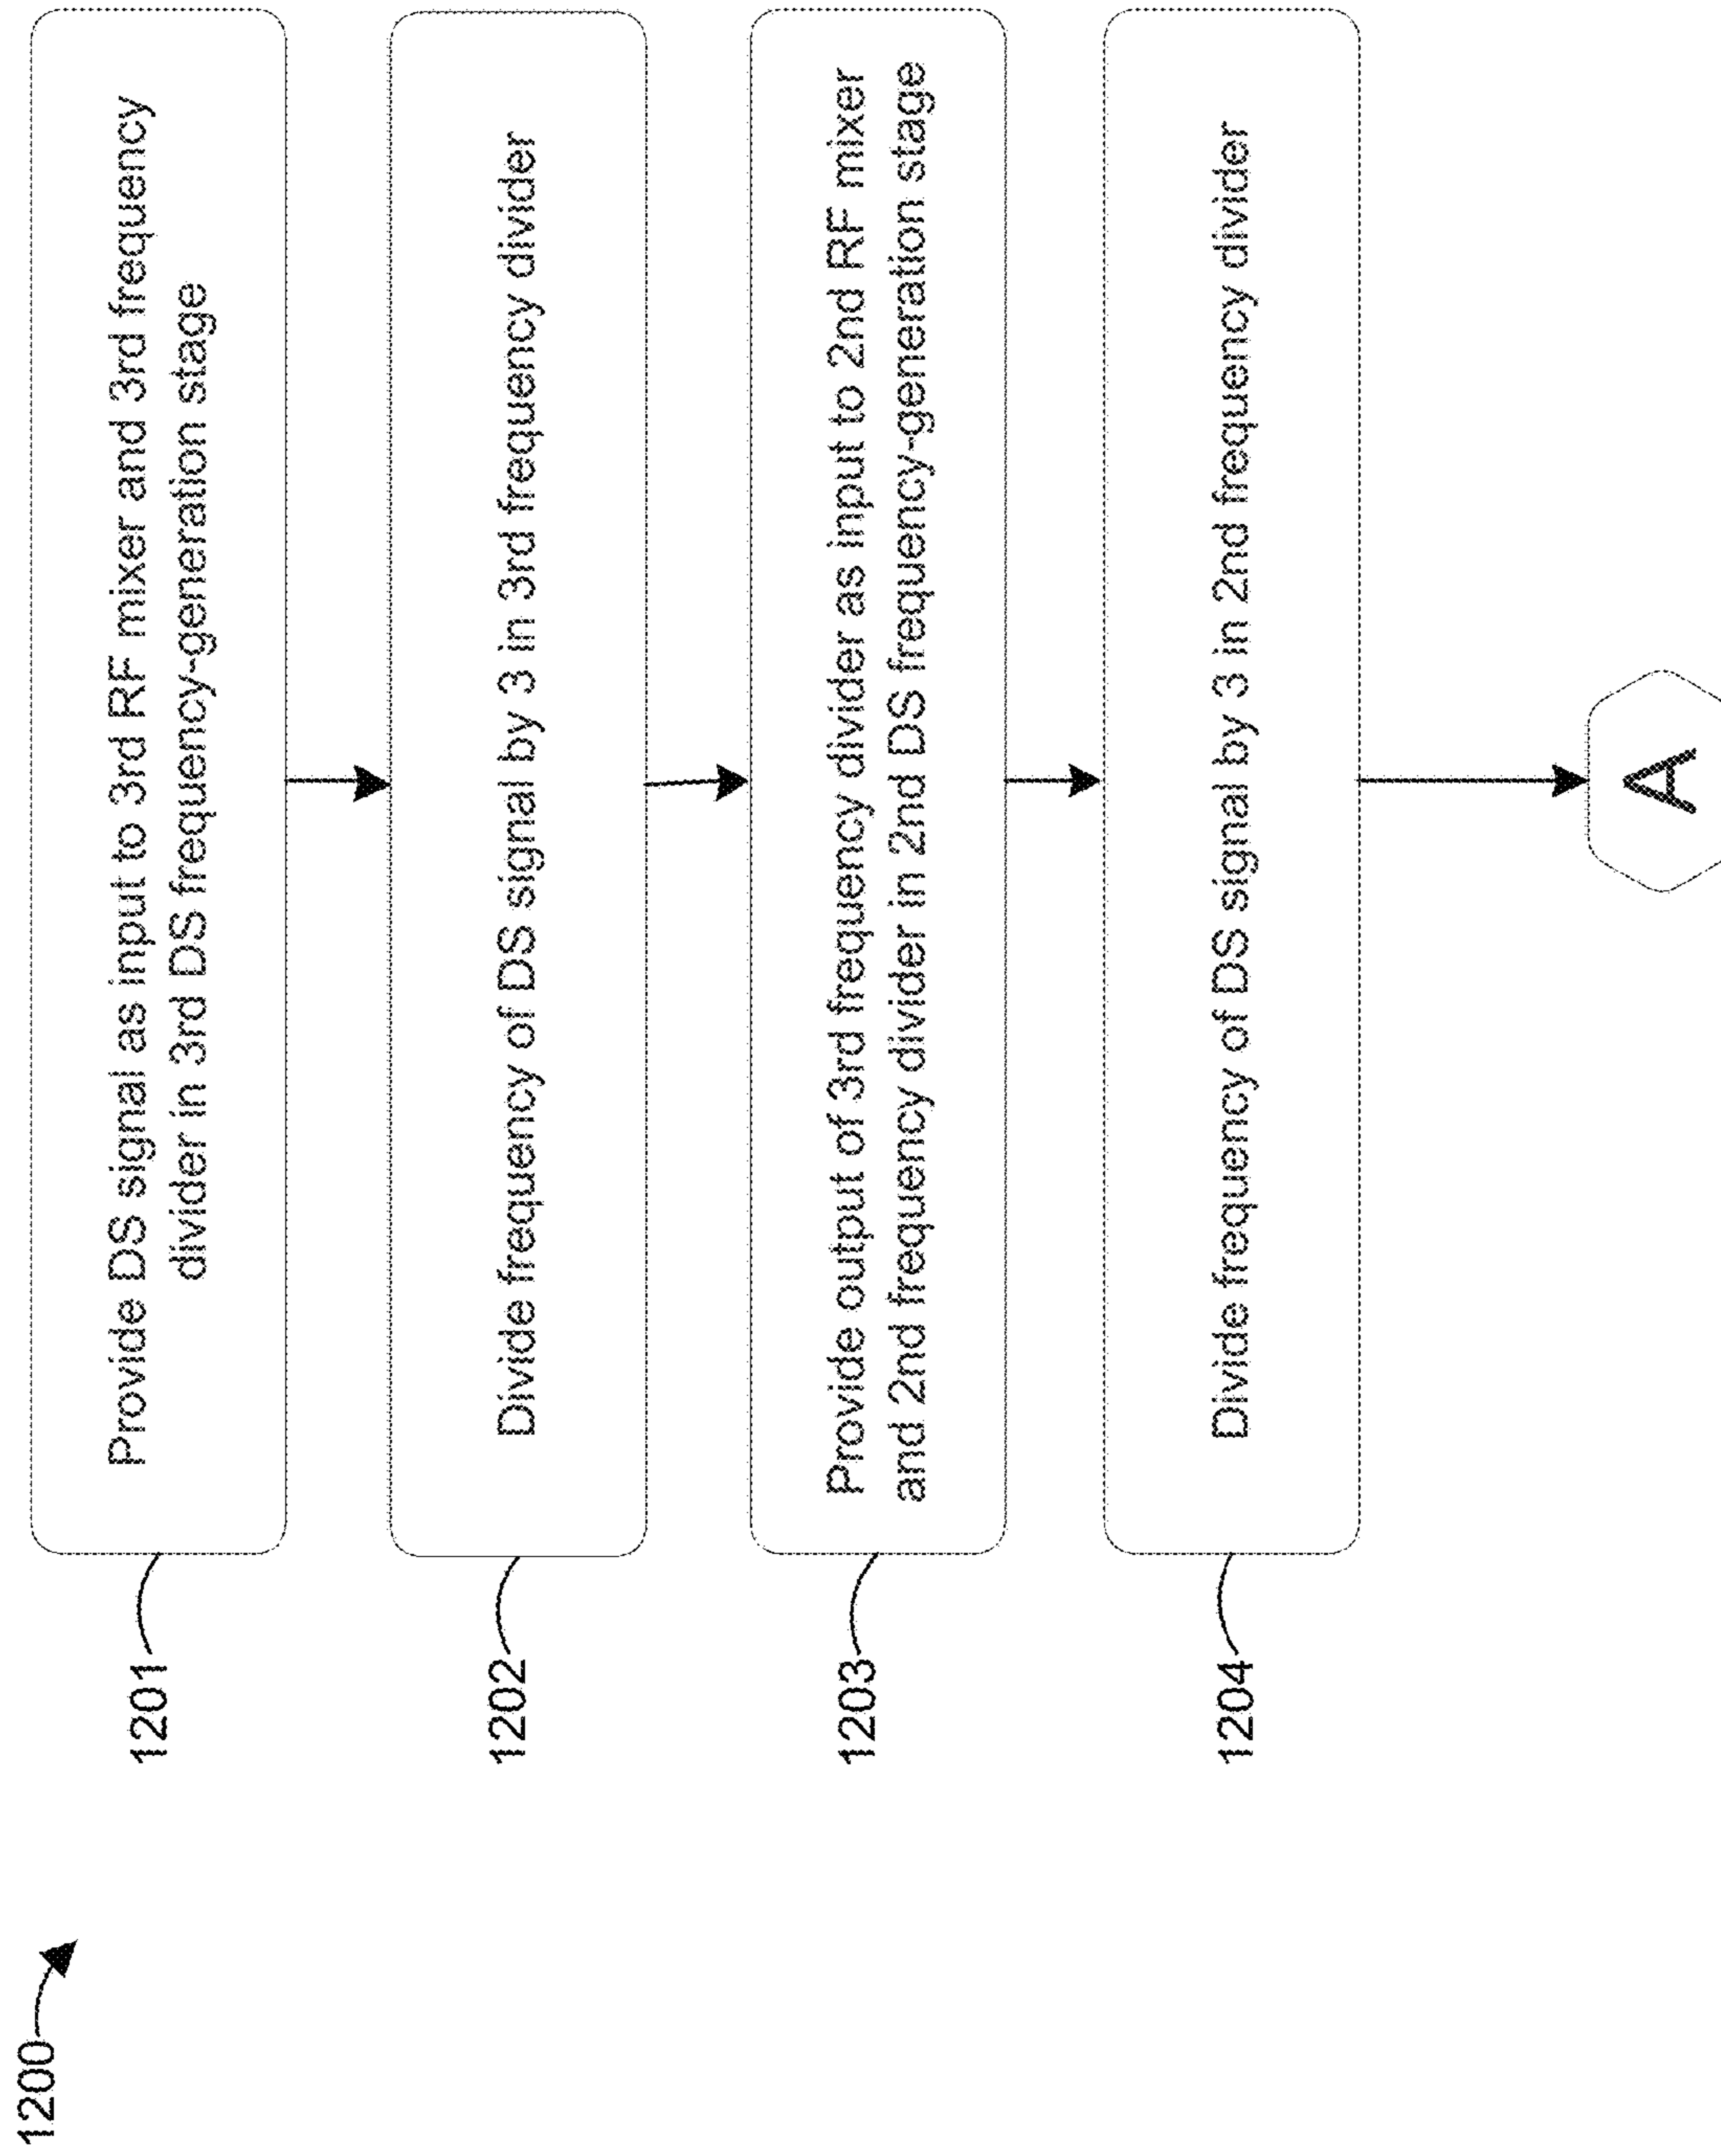 1200
1201
Provide DS signal as input to 3rd RF mixer and 3rd frequency
divider in 3rd DS frequency-generation stage
1202
Divide frequency of DS signal by 3 in 3rd frequency divider
1203
Provide output of 3rd frequency divider as input to 2nd RF mixer
and 2nd frequency divider in 2nd DS frequency-generation stage
1204
Divide frequency of DS signal by 3 in 2nd frequency divider
A